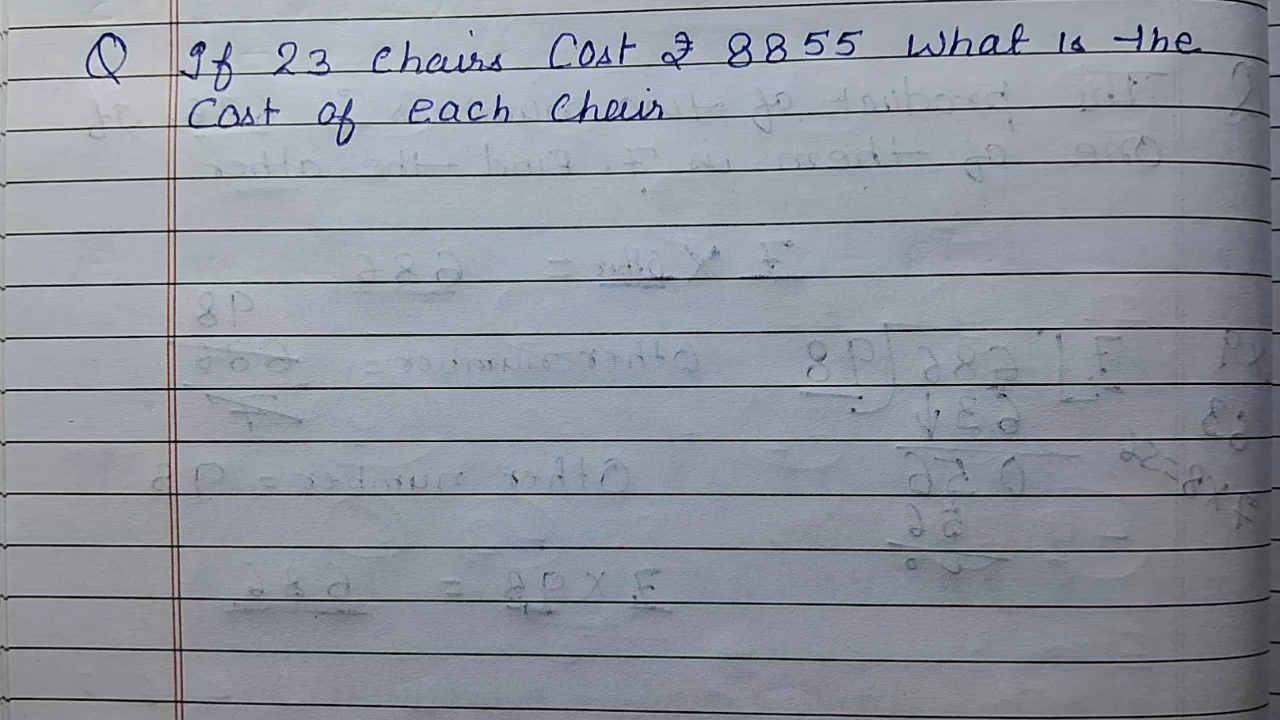 Q If 23 chairs Cost ₹ 8855 What is the
Cost of each Chair